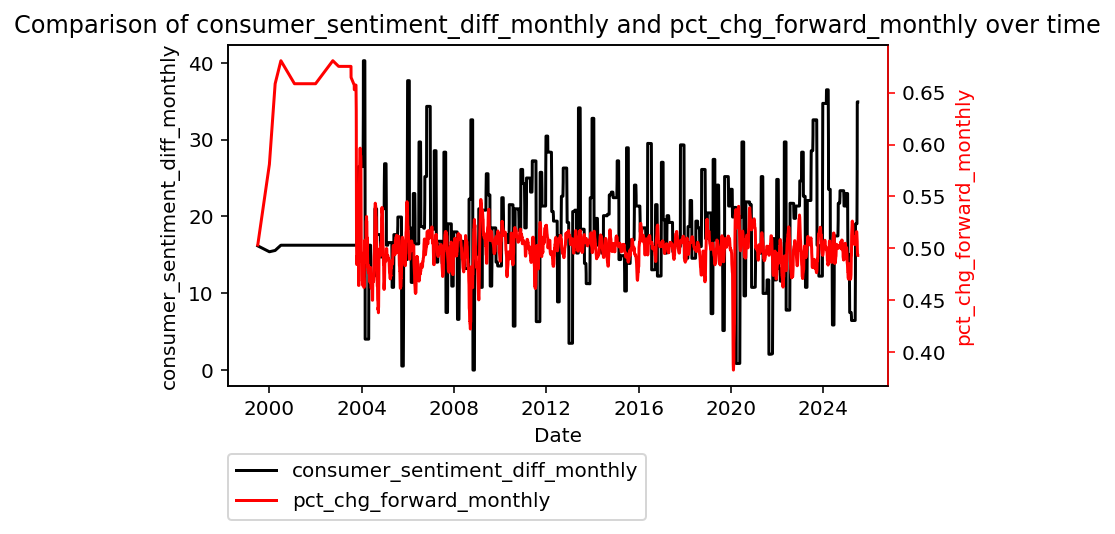 Comparison of consumer_sentiment_diff_monthly and pct_chg_forward_monthly over time
consumer_sentiment_diff_monthly
40
30
20
10
0
0.65
0.60
0.55
0.50
0.45
0.40
pct_chg_forward_monthly
2000 2004 2008 2012 2016 2020 2024
Date
consumer_sentiment_diff_monthly
pct_chg_forward_monthly